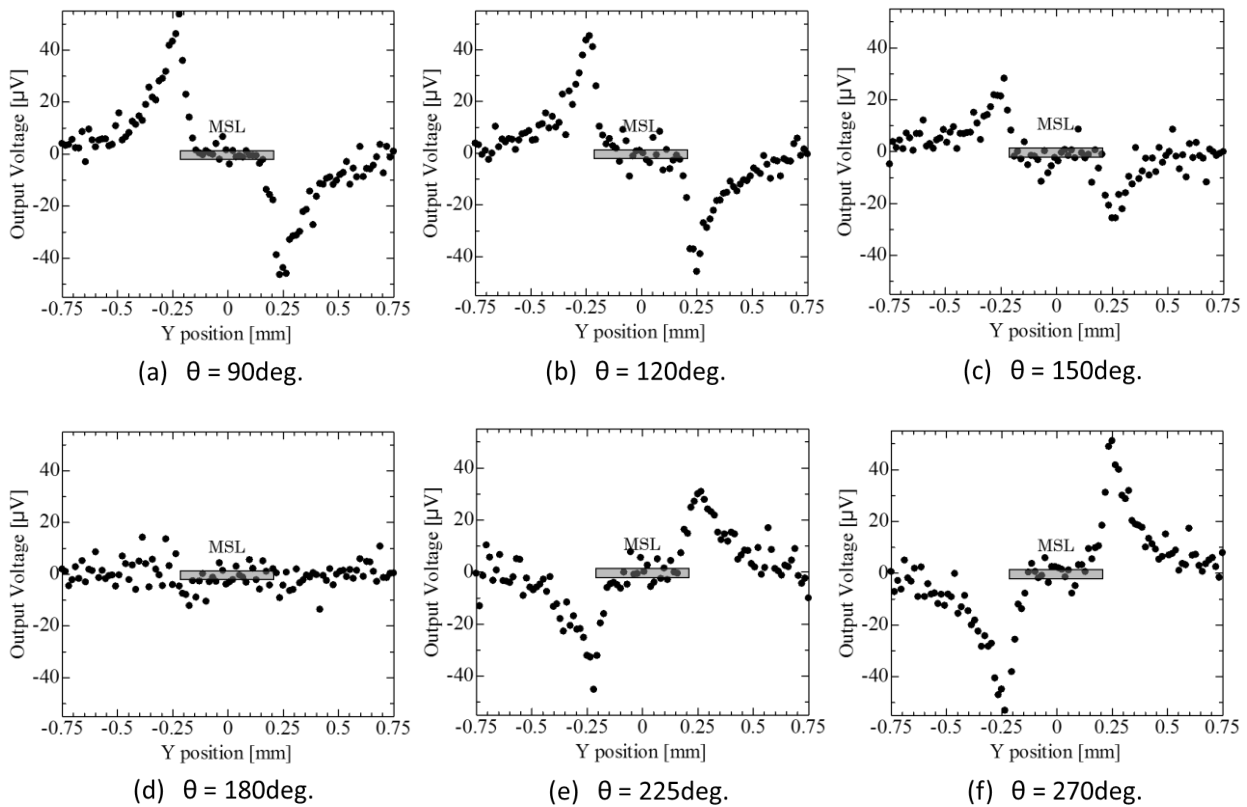 40
20
0
-20
-40
Output Voltage [µV]
MSL
-0.75 -0.5 -0.25 0 0.25 0.5 0.75
Y position [mm]
(a) θ = 90deg.
40
20
0
-20
-40
Output Voltage [µV]
MSL
-0.75 -0.5 -0.25 0 0.25 0.5 0.75
Y position [mm]
(b) θ = 120deg.
40
20
0
-20
-40
Output Voltage [µV]
MSL
-0.75 -0.5 -0.25 0 0.25 0.5 0.75
Y position [mm]
(c) θ = 150deg.
40
20
0
-20
-40
Output Voltage [µV]
MSL
-0.75 -0.5 -0.25 0 0.25 0.5 0.75
Y position [mm]
(d) θ = 180deg.
40
20
0
-20
-40
Output Voltage [µV]
MSL
-0.75 -0.5 -0.25 0 0.25 0.5 0.75
Y position [mm]
(e) θ = 225deg.
40
20
0
-20
-40
Output Voltage [µV]
MSL
-0.75 -0.5 -0.25 0 0.25 0.5 0.75
Y position [mm]
(f) θ = 270deg.